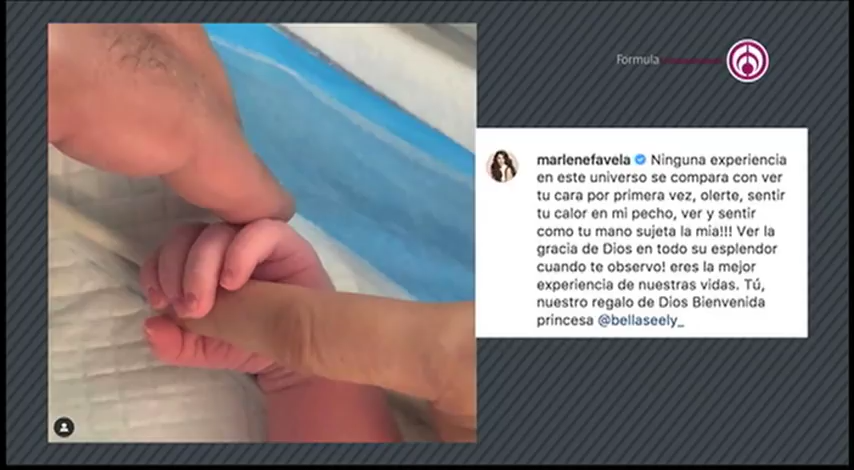 Formula
marlenefavela Ninguna experiencia
en este universo se compara con ver
tu cara por primera vez, olerte, sentir
tu calor en mi pecho, ver y sentir
como tu mano sujeta la mia!!! Ver la
gracia de Dios en todo su esplendor
cuando te observo! eres la mejor
experiencia de nuestras vidas. Tú,
nuestro regalo de Dios Bienvenida
princesa @bellaseely_